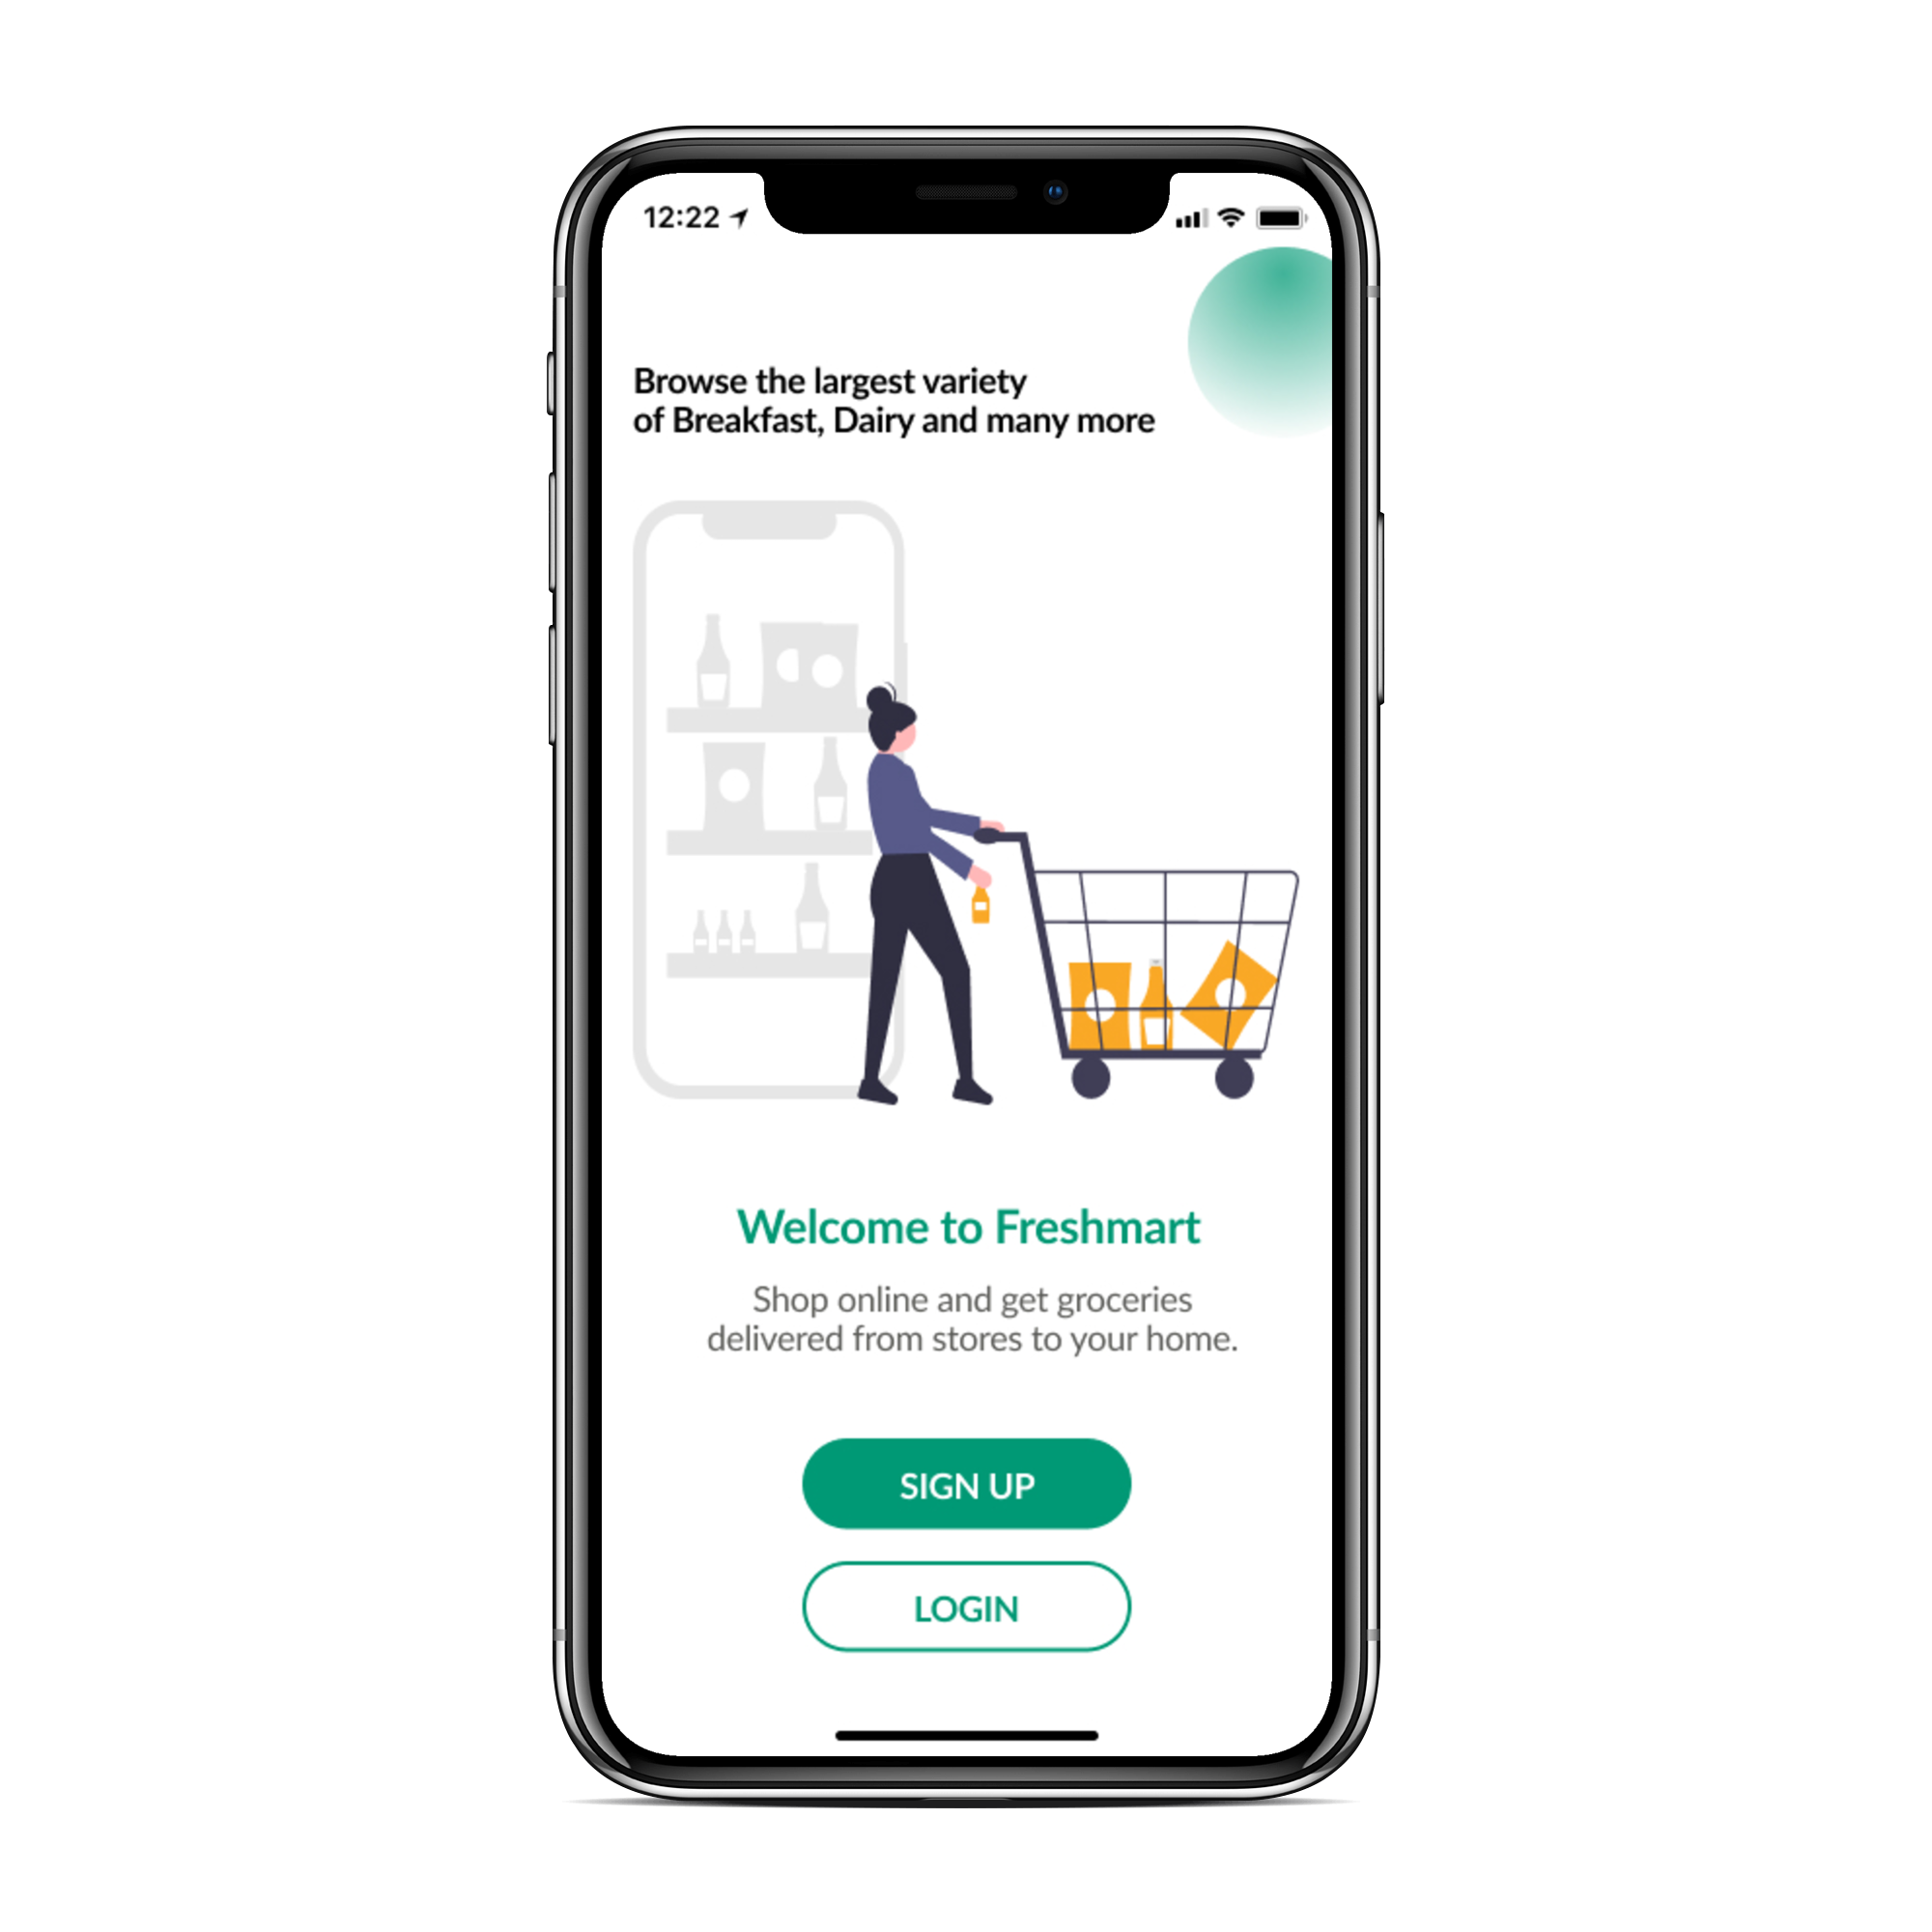 12:22
Browse the largest variety
of Breakfast, Dairy and many more
Welcome to Freshmart
Shop online and get groceries
delivered from stores to your home.
SIGN UP
LOGIN